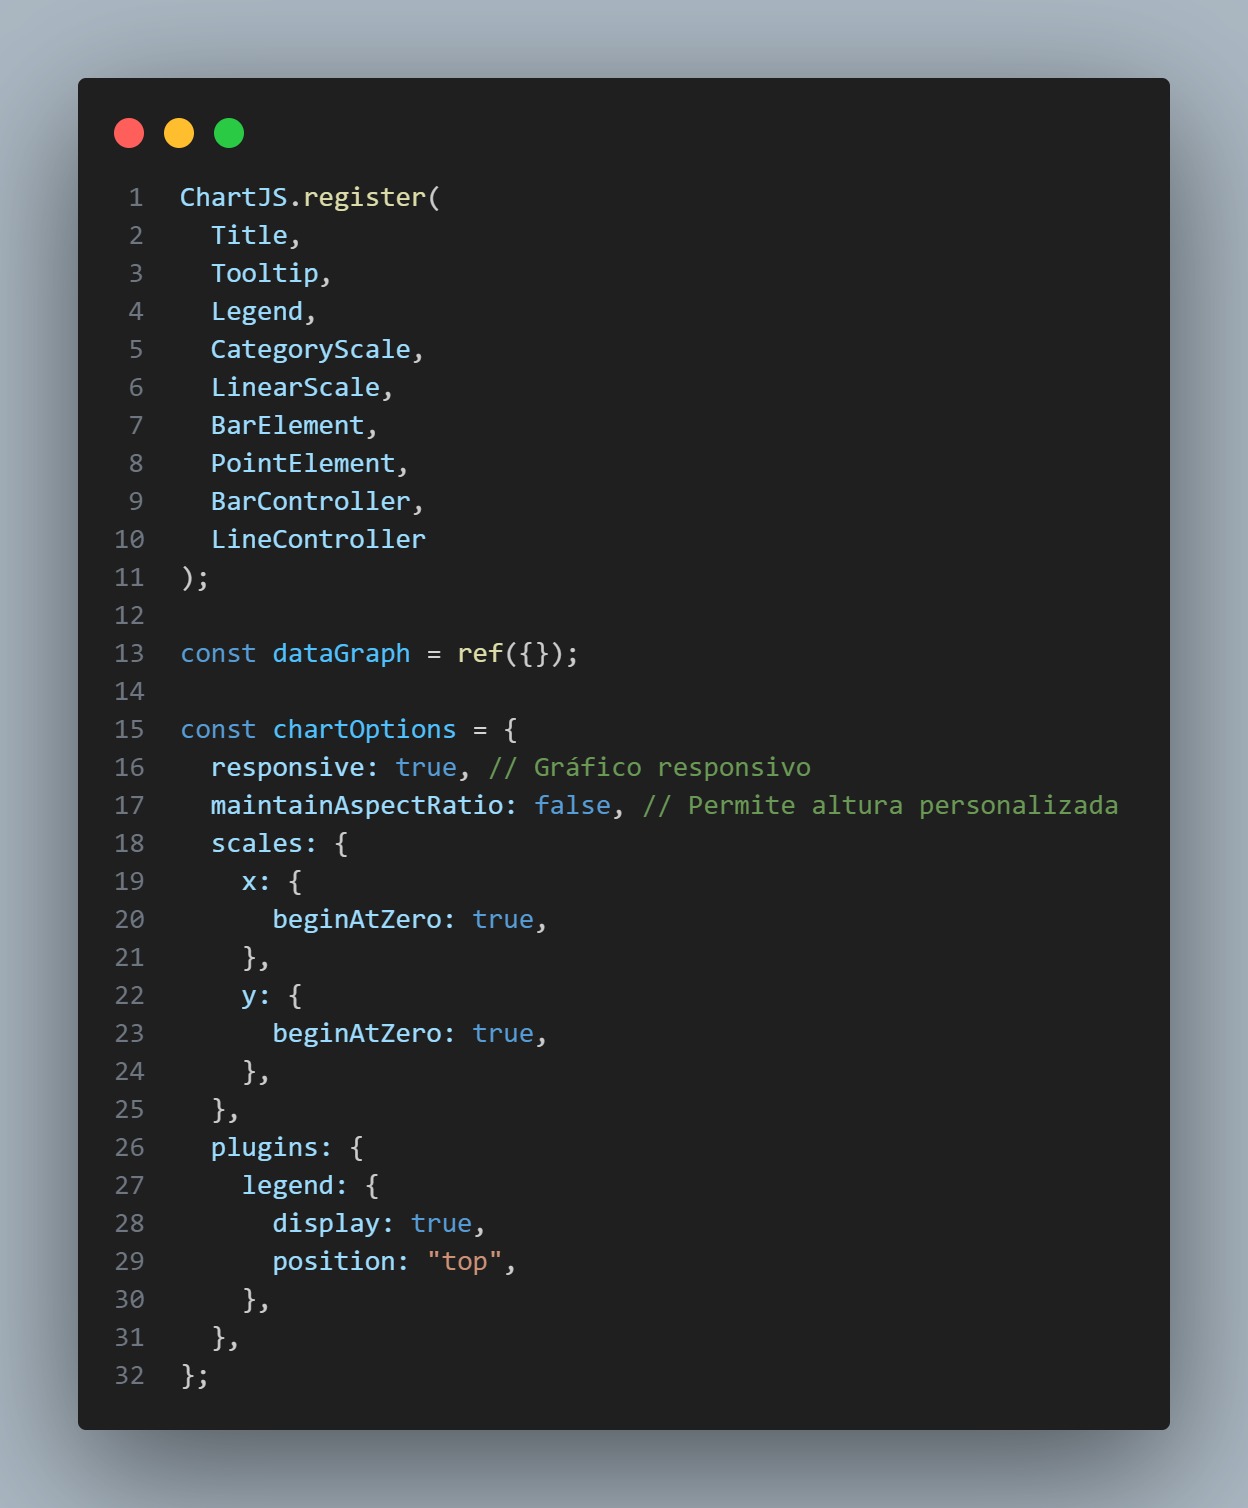 1 ChartJS.register(
2   Title,
3   Tooltip,
4   Legend,
5   CategoryScale,
6   LinearScale,
7   BarElement,
8   PointElement,
9   BarController,
10   LineController
11 );
12
13 const dataGraph = ref({});
14
15 const chartOptions = {
16   responsive: true, // Gráfico responsivo
17   maintainAspectRatio: false, // Permite altura personalizada
18   scales: {
19     x: {
20       beginAtZero: true,
21     },
22     y: {
23       beginAtZero: true,
24     },
25   },
26   plugins: {
27     legend: {
28       display: true,
29       position: "top",
30     },
31   },
32 };